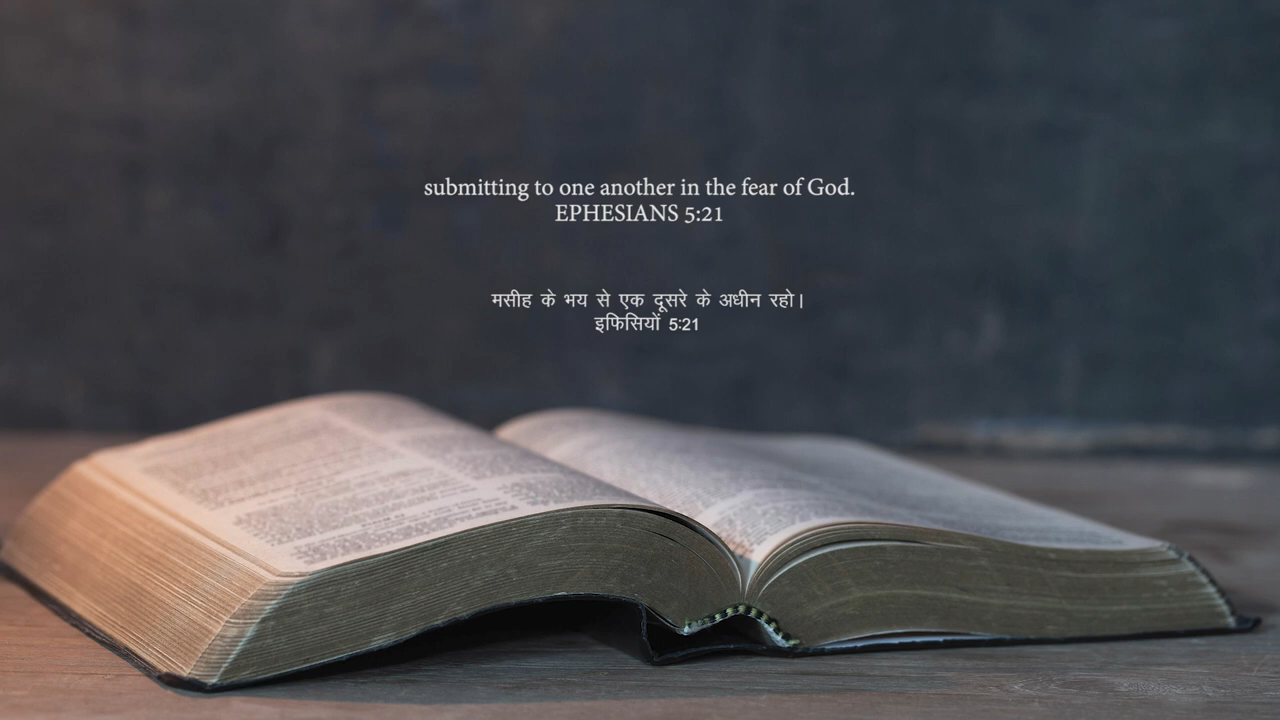 submitting to one another in the fear of God.
EPHESIANS 5:21
मसीह के भय से एक दूसरे के अधीन रहो।
इफिसियों 5:21